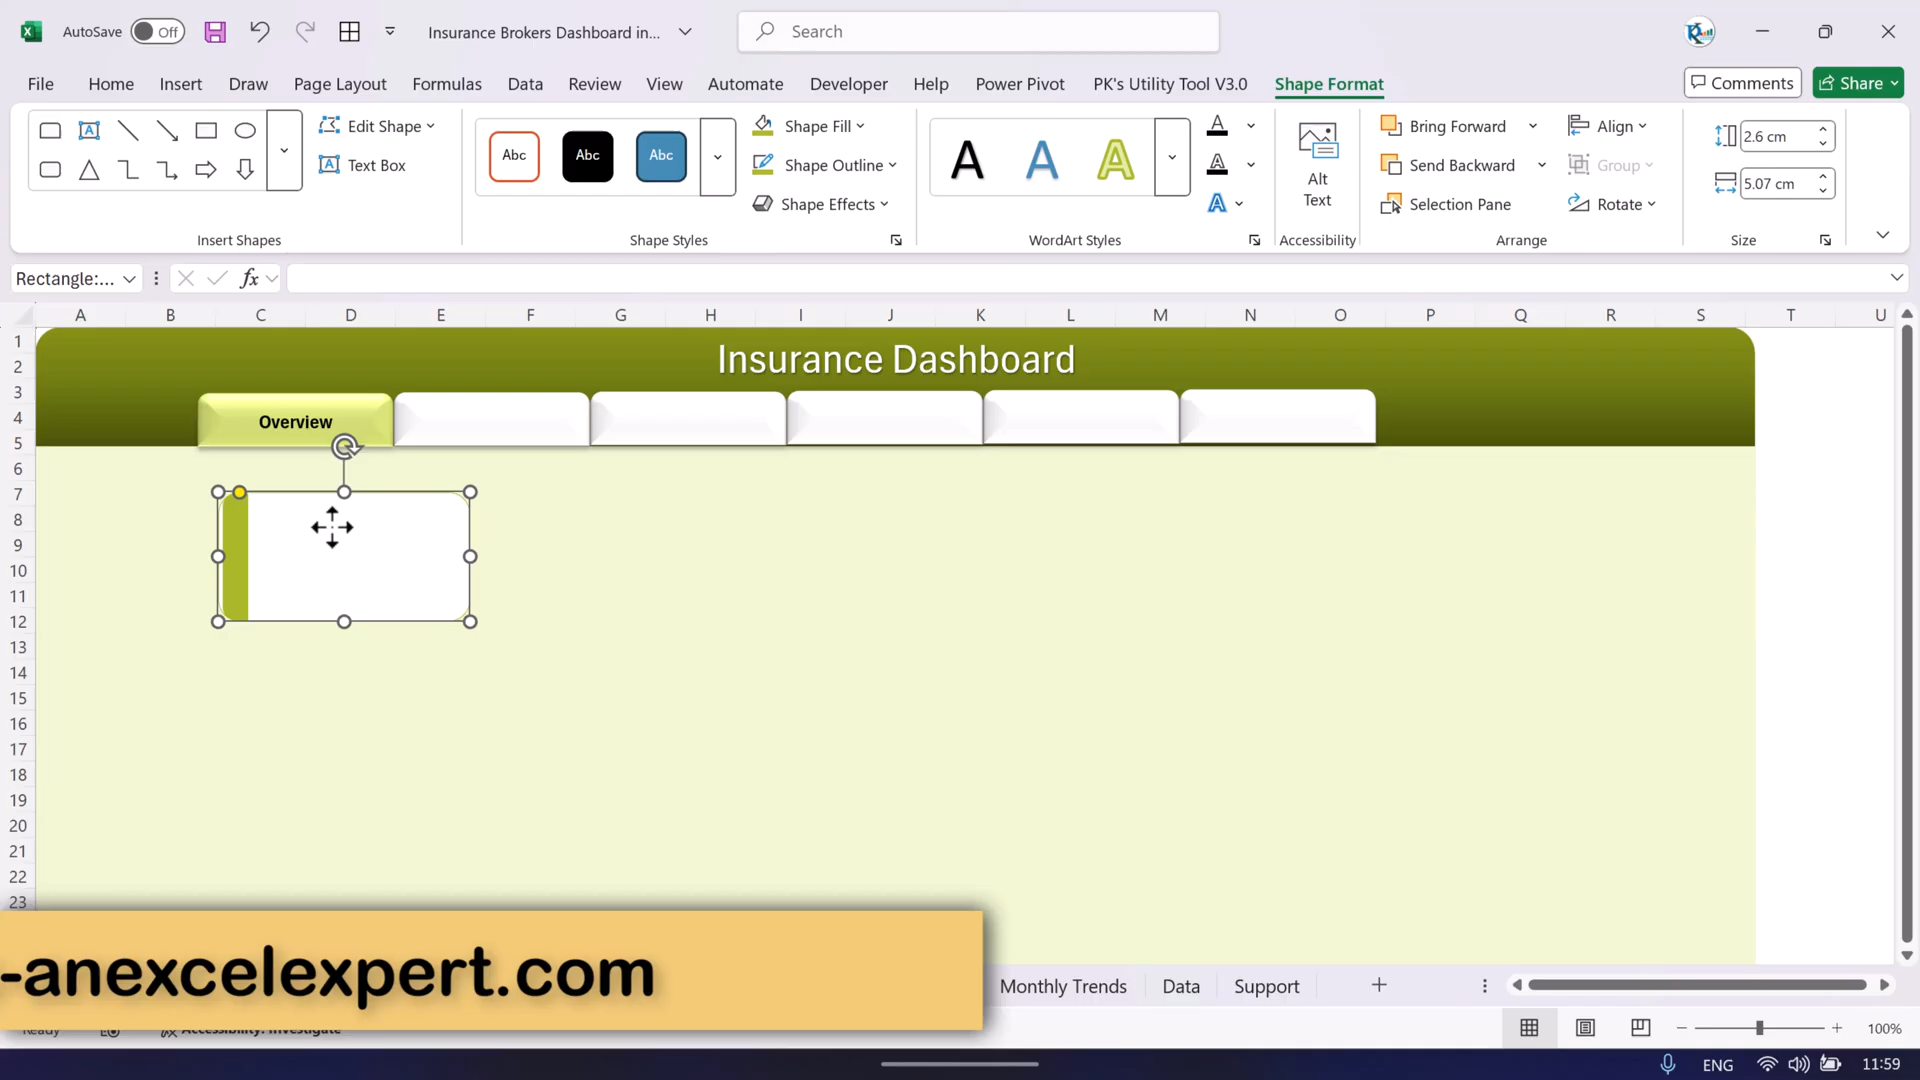 AutoSave Off Insurance Brokers Dashboard in... Search
File Home Insert Draw Page Layout Formulas Data Review View Automate Developer Help Power Pivot PK's Utility Tool V3.0 Shape Format Comments Share
Edit Shape
Text Box
Insert Shapes
Abc Abc Abc
Shape Fill
Shape Outline
Shape Effects
Shape Styles
A A A
WordArt Styles
Alt
Text
Accessibility
Bring Forward
Send Backward
Selection Pane
Align
Group
Rotate
Arrange
2.6 cm
5.07 cm
Size
Rectangle:... fx
A B C D E F G H I J K L M N O P Q R S T U
1
2
3
4
5
6
7
8
9
10
11
12
13
14
15
16
17
18
19
20
21
22
23
Insurance Dashboard
Overview
-anexcelexpert.com
Monthly Trends Data Support
100%
ENG 11:59